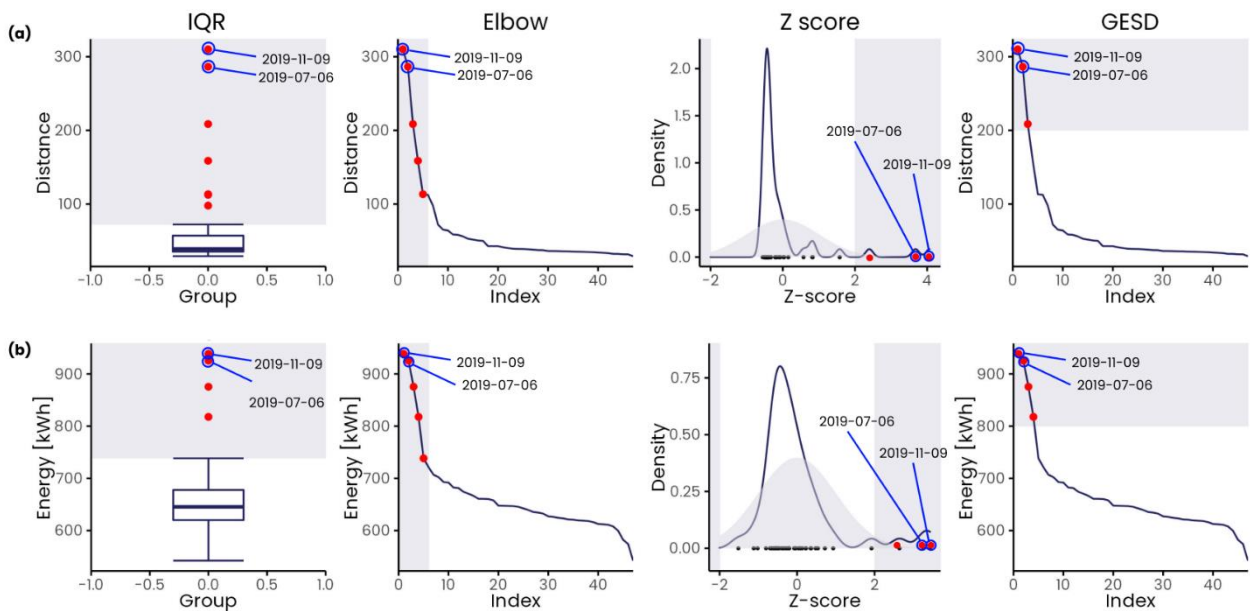 IQR Elbow Z score GESD
(a)
Distance
300
200
100
2019-11-09
2019-07-06
-1.0 -0.5 0.0 0.5 1.0
Group
Distance
300
200
100
2019-11-09
2019-07-06
0 10 20 30 40
Index
Density
2.0
1.5
1.0
0.5
0.0
2019-07-06
2019-11-09
-2 0 2 4
Z-score
Distance
300
200
100
2019-11-09
2019-07-06
0 10 20 30 40
Index
(b)
Energy [kWh]
900
800
700
600
2019-11-09
2019-07-06
-1.0 -0.5 0.0 0.5 1.0
Group
Energy [kWh]
900
800
700
600
2019-11-09
2019-07-06
0 10 20 30 40
Index
Density
0.75
0.50
0.25
0.00
2019-07-06
2019-11-09
-2 0 2
Z-score
Energy [kWh]
900
800
700
600
2019-11-09
2019-07-06
0 10 20 30 40
Index